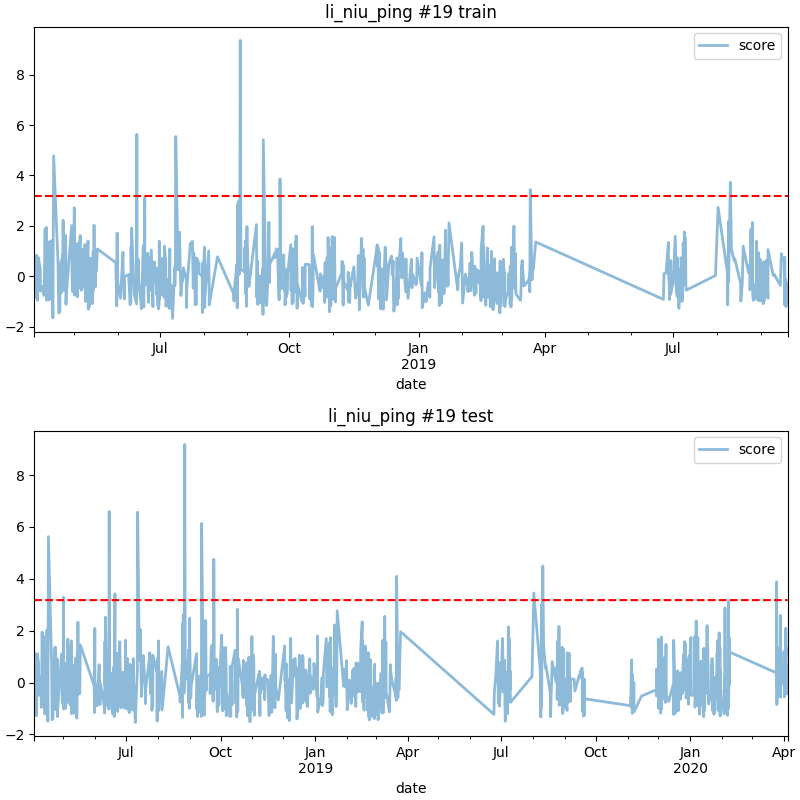 li_niu_ping #19 train
score
8
6
4
2
0
−2
Jul
Oct
Jan
2019
Apr
Jul
date
li_niu_ping #19 test
score
8
6
4
2
0
−2
Jul
Oct
Jan
2019
Apr
Jul
Oct
Jan
2020
Apr
date